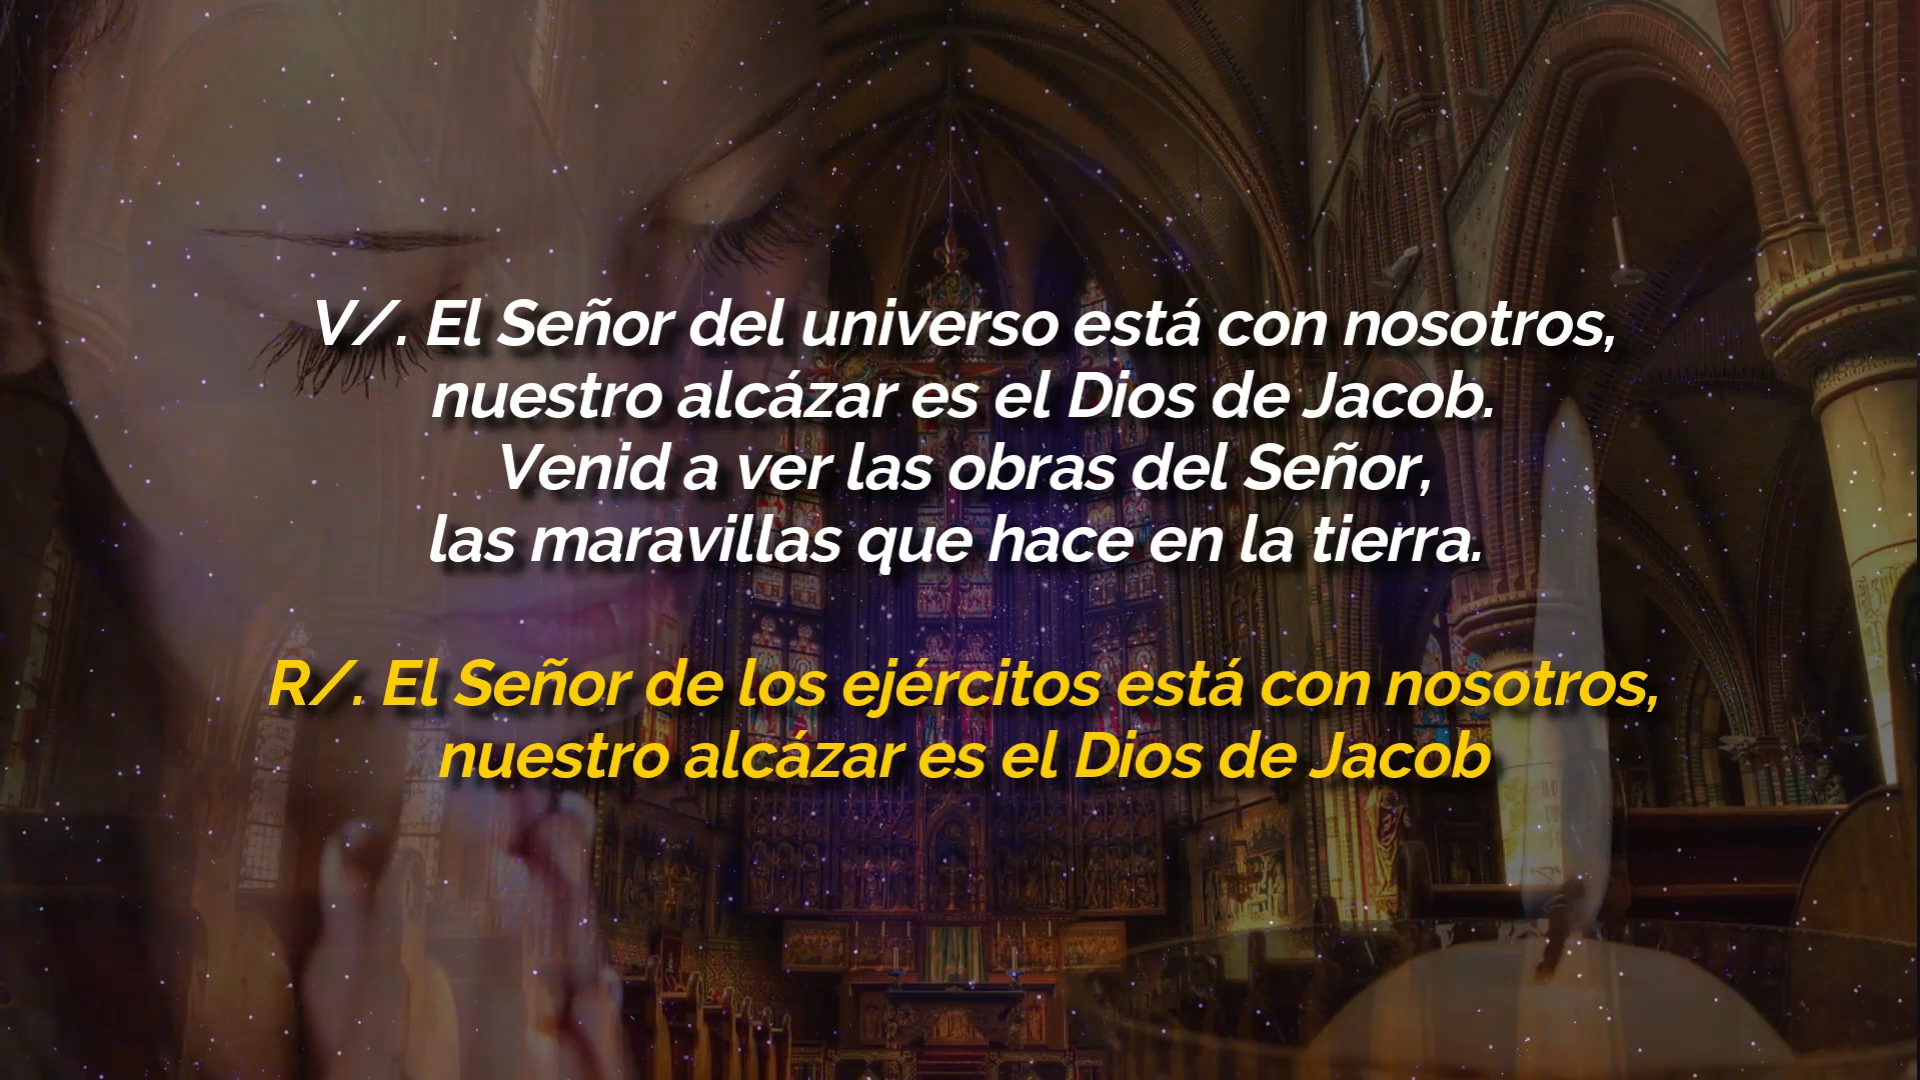 V/. El Señor del universo está con nosotros,
nuestro alcázar es el Dios de Jacob.
Venid a ver las obras del Señor,
las maravillas que hace en la tierra.
R/. El Señor de los ejércitos está con nosotros,
nuestro alcázar es el Dios de Jacob